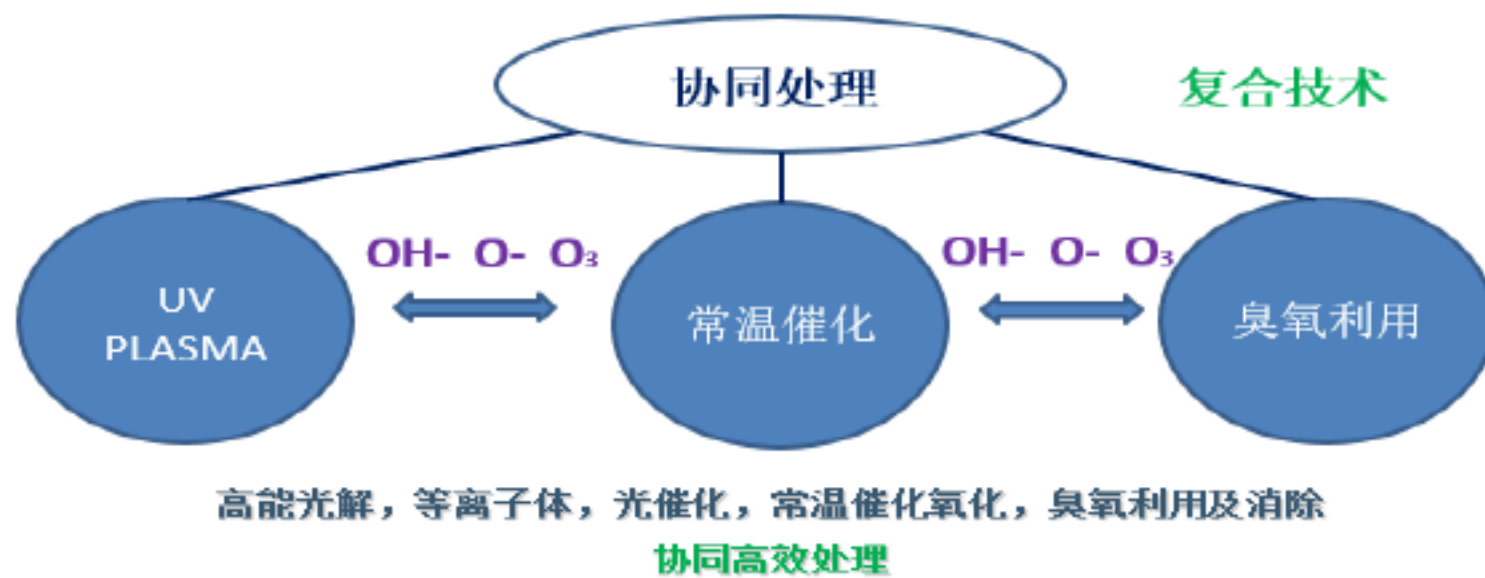 协同处理
复合技术
OH- O- O₃
OH- O- O₃
UV
PLASMA
常温催化
臭氧利用
高能光解，等离子体，光催化，常温催化氧化，臭氧利用及消除
协同高效处理